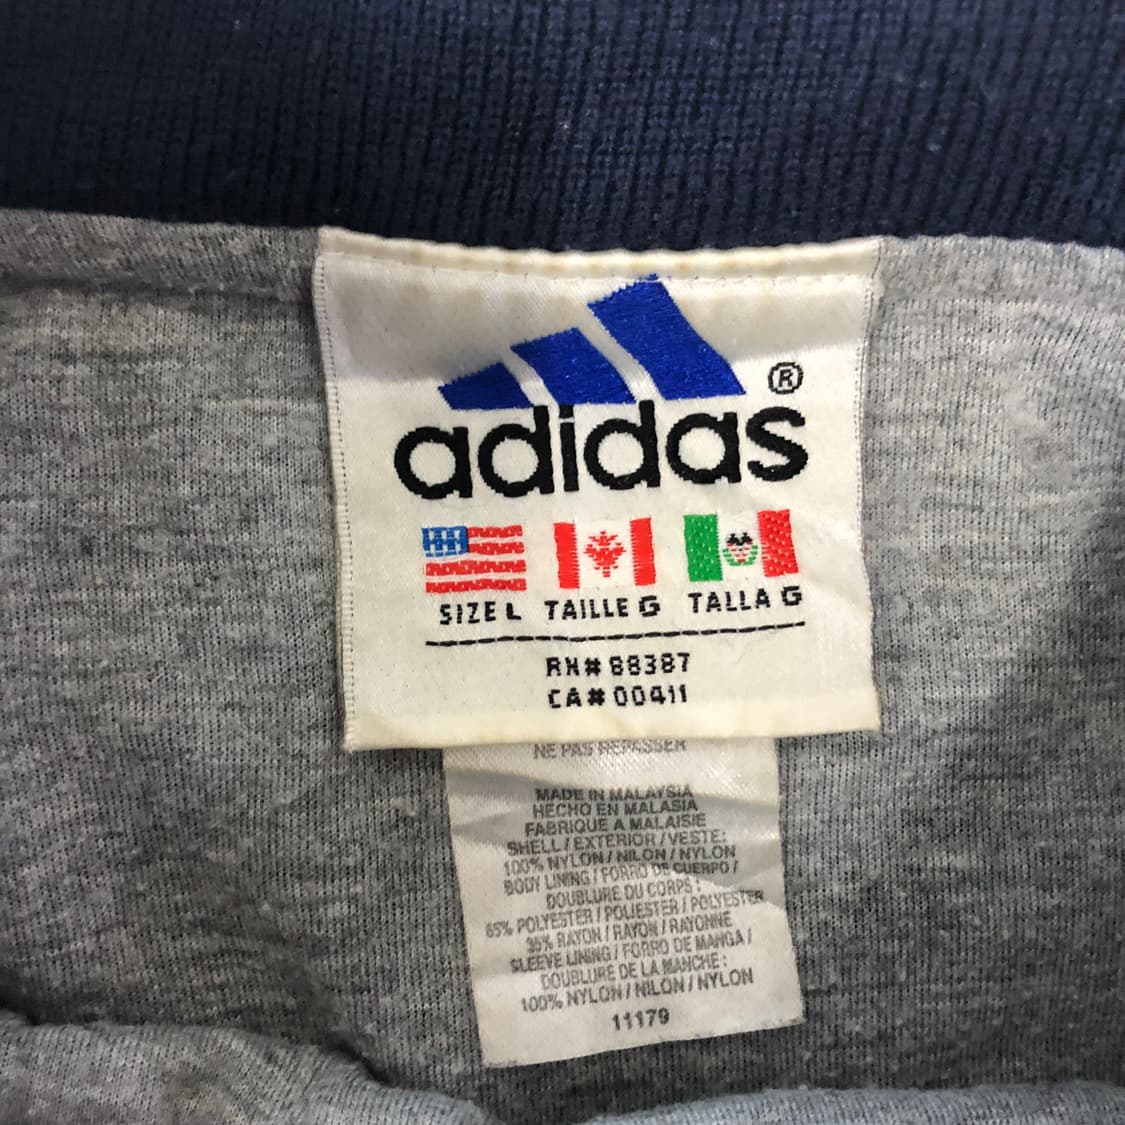 adidas ®
SIZE L TAILLE G TALLA G
RN# 88387
CA# 00411
NE PAS REPASSER
MADE IN MALAYSIA
HECHO EN MALASIA
FABRIQUE A MALAISIE
SHELL / EXTERIOR / VESTE:
100% NYLON / NILON / NYLON
BODY LINING / FORRO DE CUERPO /
DOUBLURE DU CORPS :
65% POLYESTER / POLIESTER / POLYESTER
35% RAYON / RAYON / RAYONNE
SLEEVE LINING / FORRO DE MANGA /
DOUBLURE DE LA MANCHE :
100% NYLON / NILON / NYLON
11179